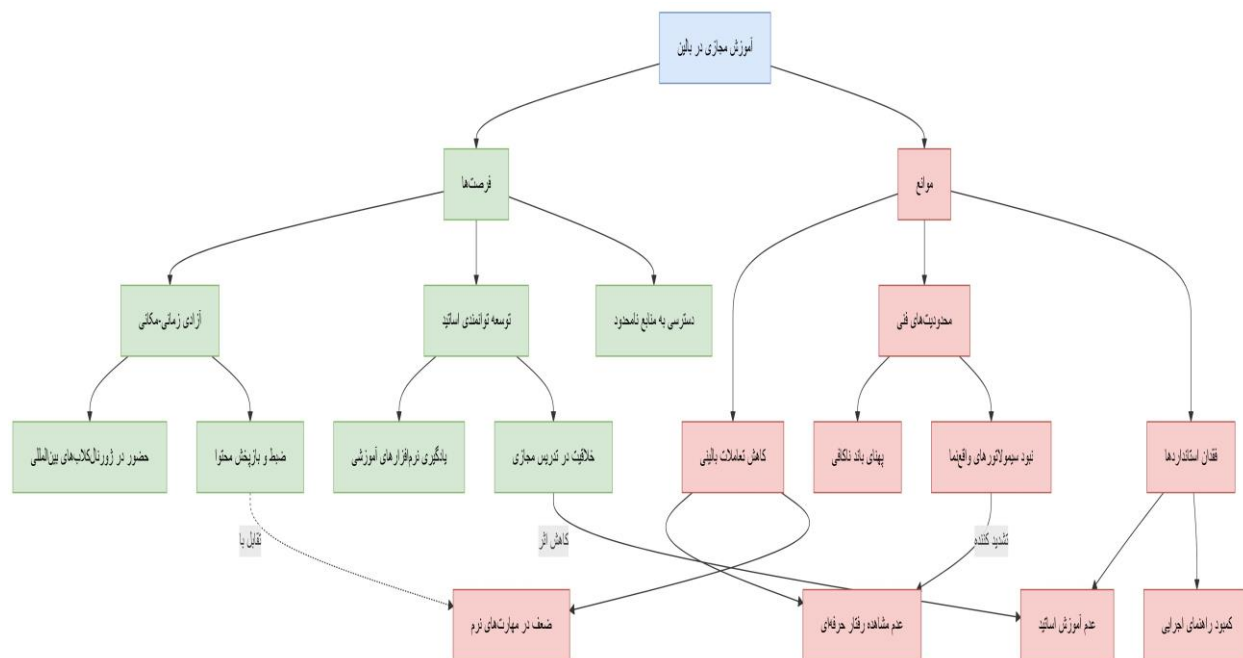 آموزش مجازی در بالین
فرصت‌ها
موانع
آزادی زمانی-مکانی
توسعه توانمندی اساتید
دسترسی به منابع نامحدود
محدودیت‌های فنی
حضور در ژورنال‌کلاب‌های بین‌المللی
ضبط و بازپخش محتوا
یادگیری نرم‌افزارهای آموزشی
خلاقیت در تدریس مجازی
کاهش تعاملات بالینی
پهنای باند ناکافی
نبود سیمولاتورهای واقع‌نما
فقدان استانداردها
تقابل با
کاهش اثر
تشدید کننده
ضعف در مهارت‌های نرم
عدم مشاهده رفتار حرفه‌ای
عدم آموزش اساتید
کمبود راهنمای اجرایی